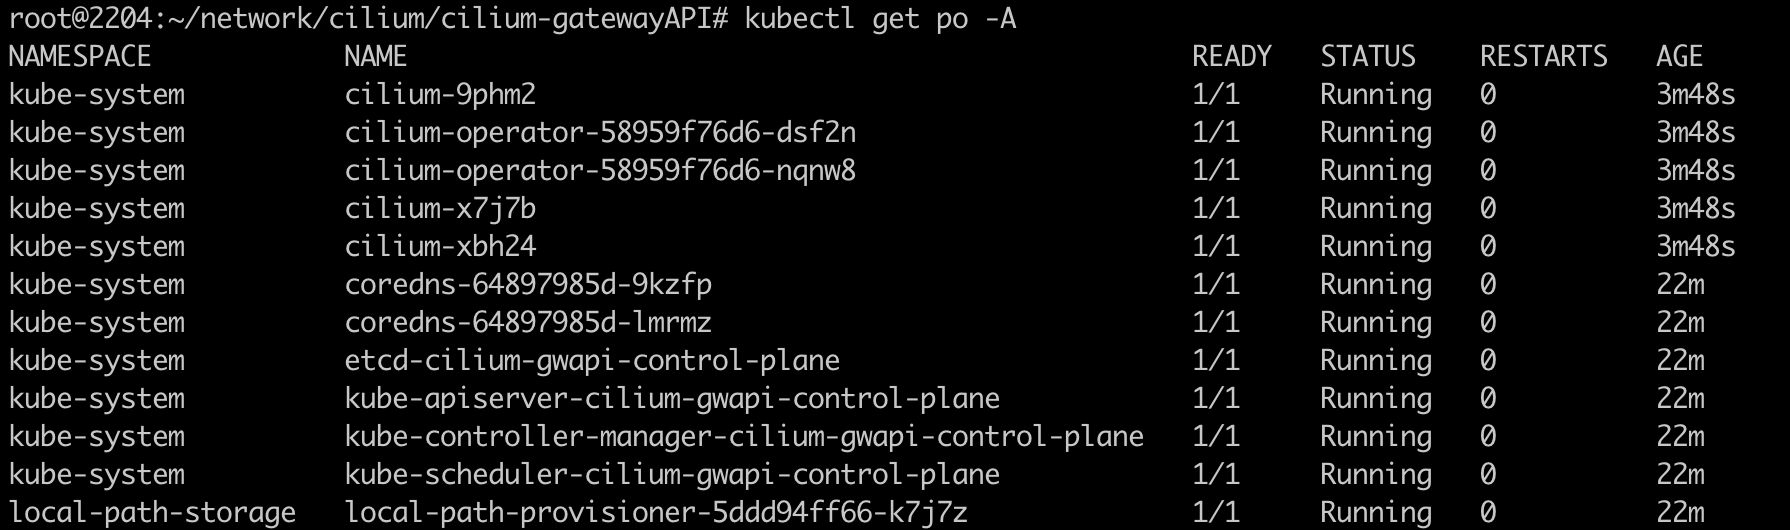 root@2204:~/network/cilium/cilium-gatewayAPI# kubectl get po -A
NAMESPACE            NAME                                                 READY   STATUS    RESTARTS   AGE
kube-system          cilium-9phm2                                         1/1     Running   0          3m48s
kube-system          cilium-operator-58959f76d6-dsf2n                     1/1     Running   0          3m48s
kube-system          cilium-operator-58959f76d6-nqnw8                     1/1     Running   0          3m48s
kube-system          cilium-x7j7b                                         1/1     Running   0          3m48s
kube-system          cilium-xbh24                                         1/1     Running   0          3m48s
kube-system          coredns-64897985d-9kzfp                              1/1     Running   0          22m
kube-system          coredns-64897985d-lmrmz                              1/1     Running   0          22m
kube-system          etcd-cilium-gwapi-control-plane                      1/1     Running   0          22m
kube-system          kube-apiserver-cilium-gwapi-control-plane            1/1     Running   0          22m
kube-system          kube-controller-manager-cilium-gwapi-control-plane   1/1     Running   0          22m
kube-system          kube-scheduler-cilium-gwapi-control-plane            1/1     Running   0          22m
local-path-storage   local-path-provisioner-5ddd94ff66-k7j7z              1/1     Running   0          22m